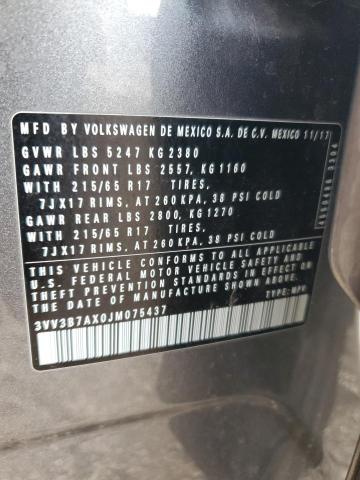 MFD BY VOLKSWAGEN DE MEXICO S.A. DE C.V. MEXICO 11/17
GVWR LBS 5247 KG 2380
GAWR FRONT LBS 2557, KG 1160
WITH 215/65 R17 TIRES,
7JX17 RIMS, AT 260 KPA, 38 PSI COLD
GAWR REAR LBS 2800, KG 1270
WITH 215/65 R17 TIRES,
7JX17 RIMS, AT 260 KPA, 38 PSI COLD
THIS VEHICLE CONFORMS TO ALL APPLICABLE
U.S. FEDERAL MOTOR VEHICLE SAFETY AND
THEFT PREVENTION STANDARDS IN EFFECT ON
THE DATE OF MANUFACTURE SHOWN ABOVE.
3VV3B7AX0JM075437 TYPE: MPV